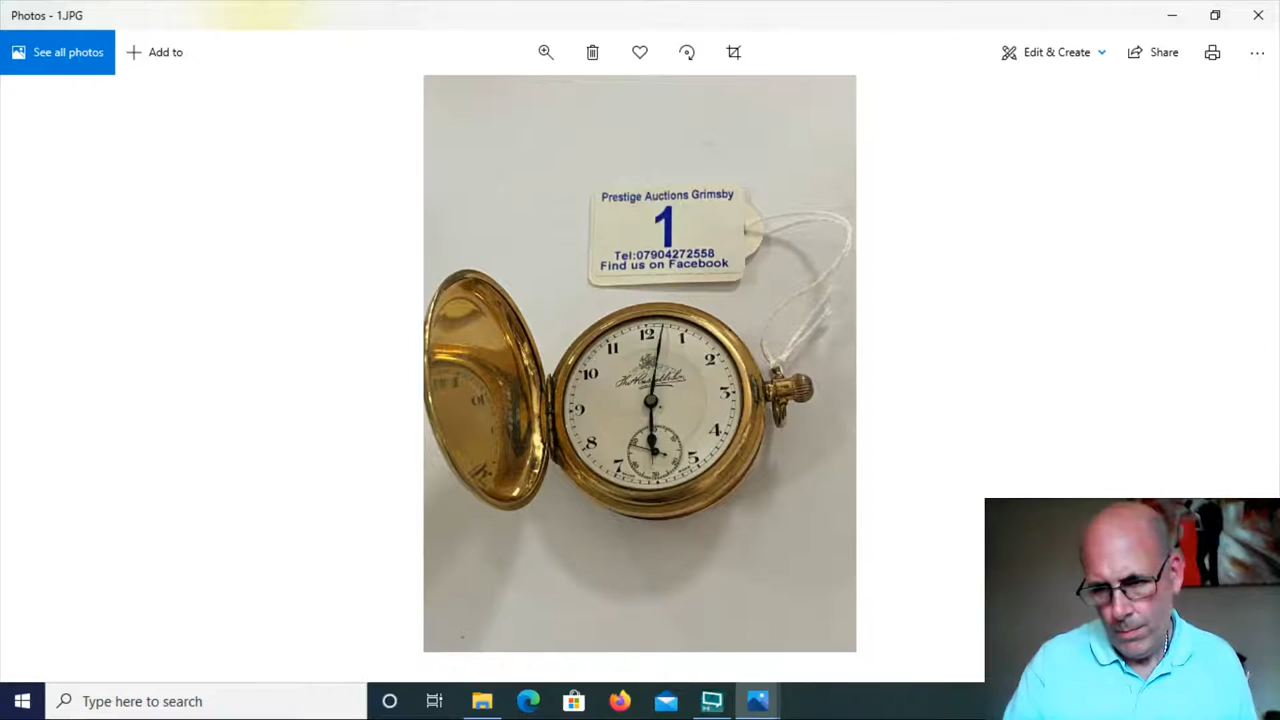 Photos - 1.JPG
See all photos
Add to
Edit & Create
Share
Prestige Auctions Grimsby
1
Tel:07904272558
Find us on Facebook
12
1
2
3
4
5
7
8
9
10
11
Type here to search